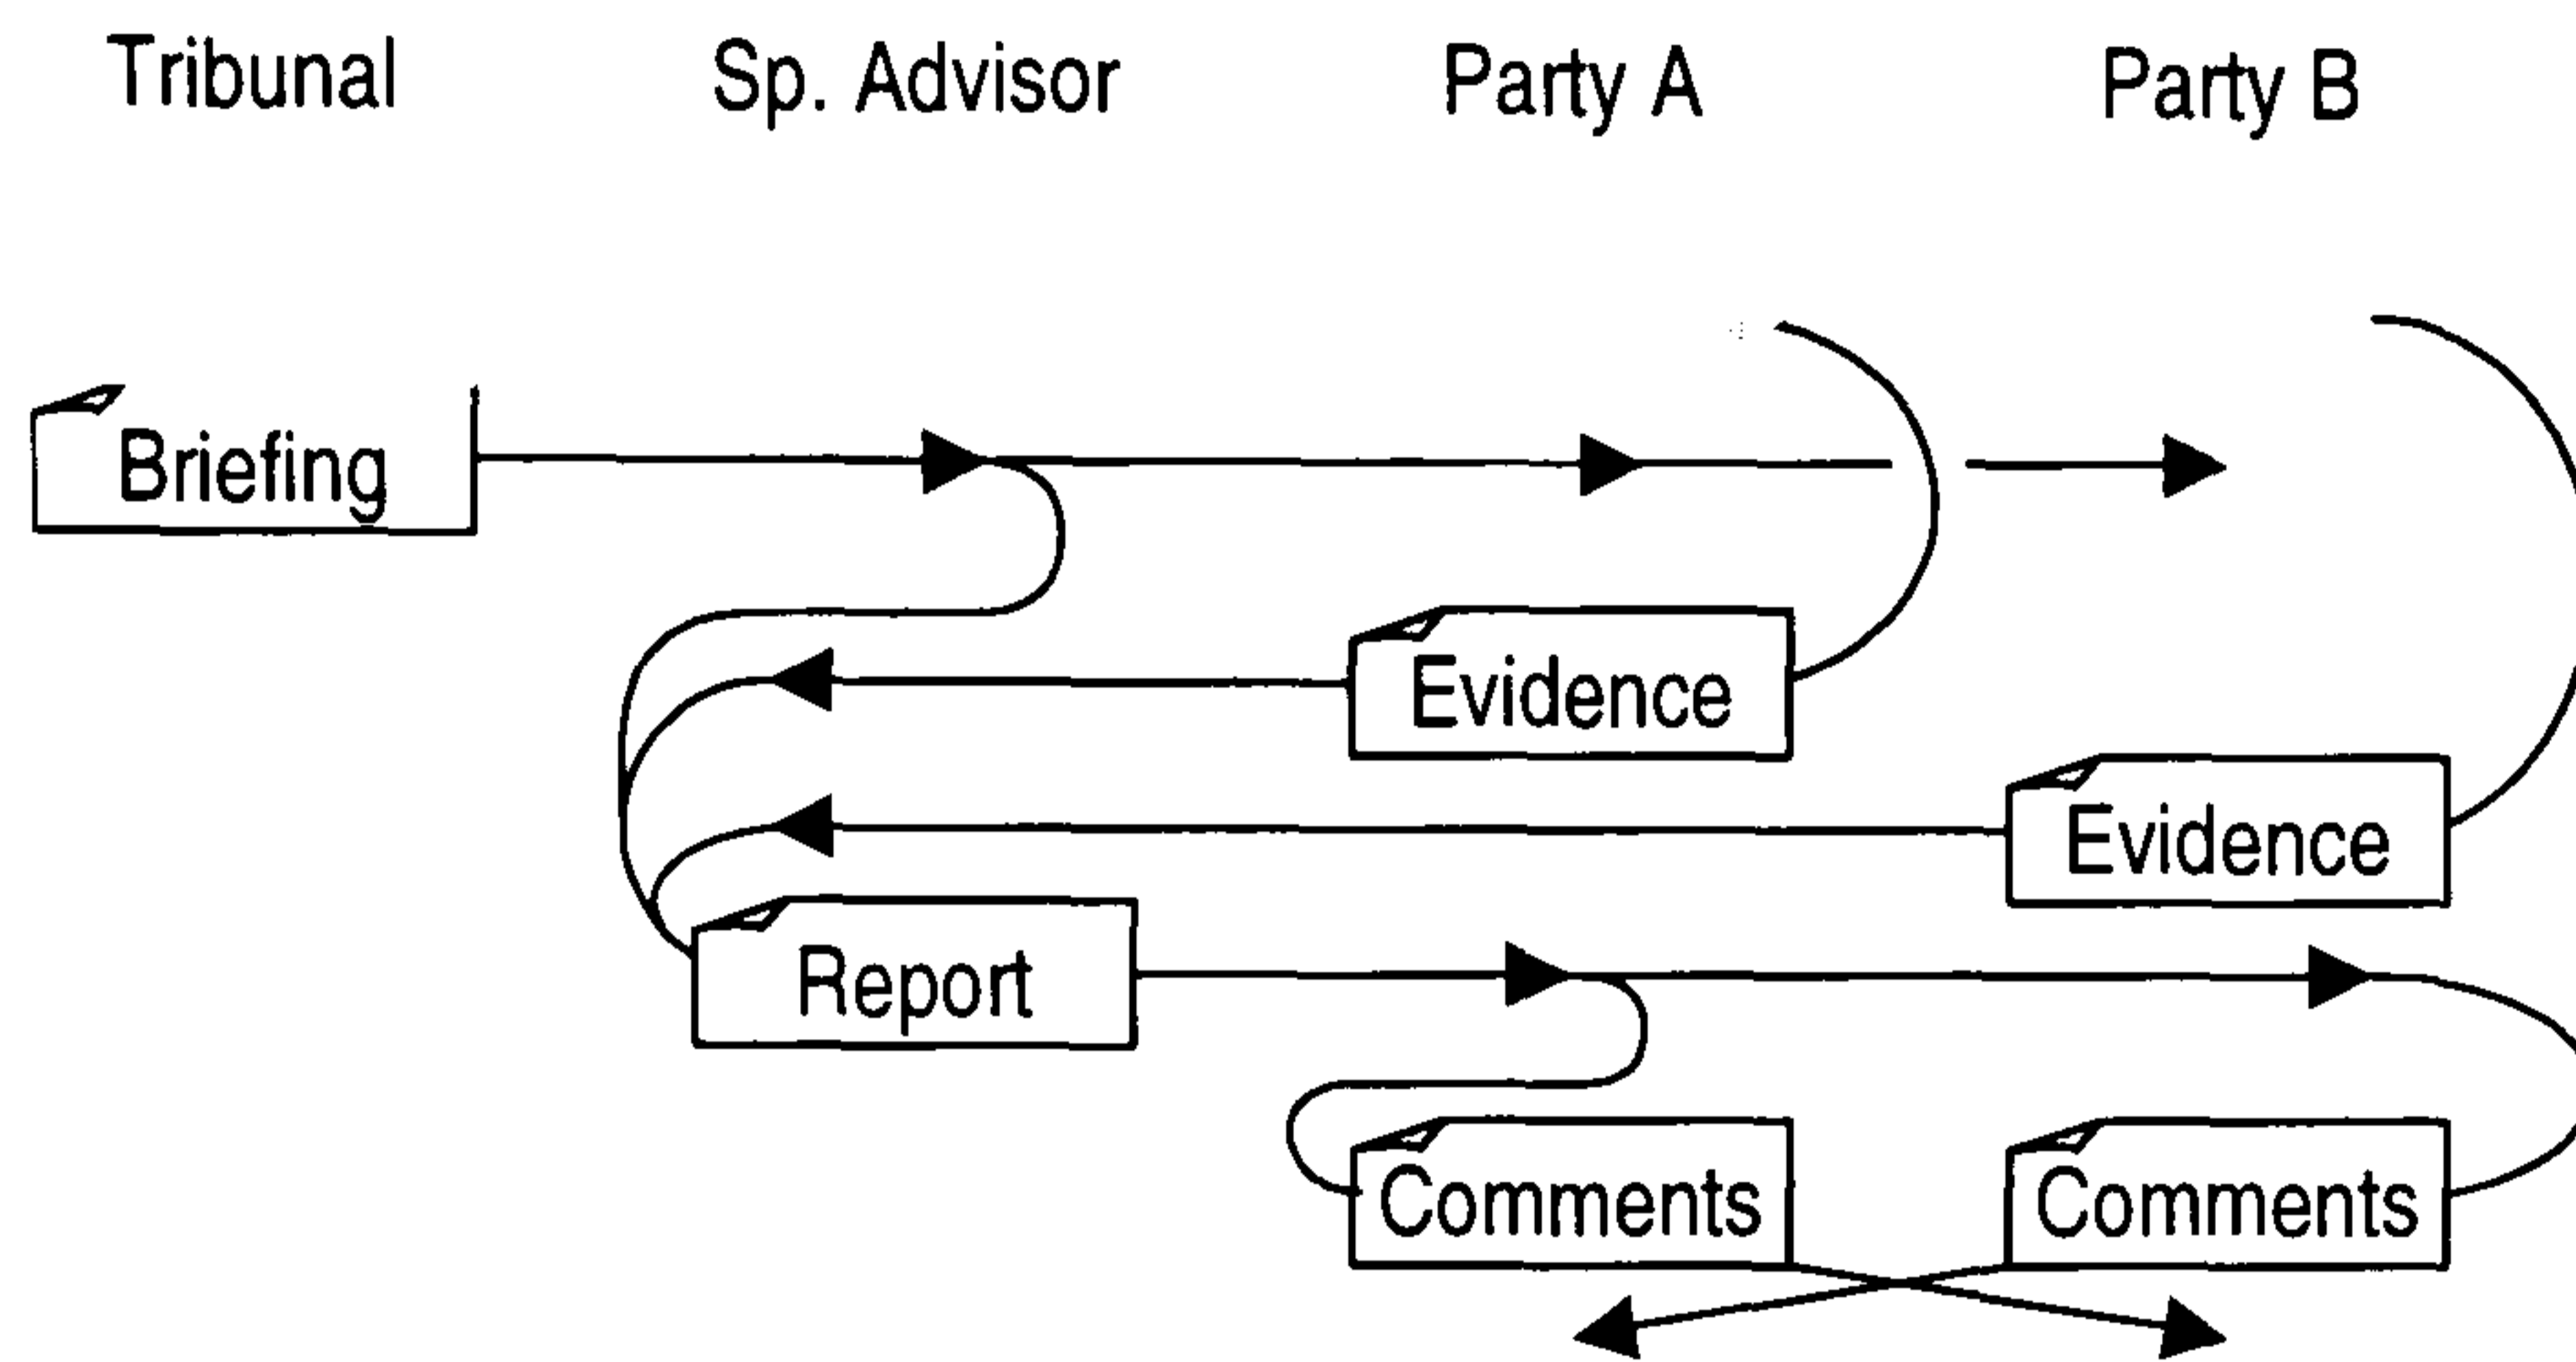 Tribunal Sp. Advisor Party A Party B
Briefing
Evidence
Evidence
Report
Comments Comments